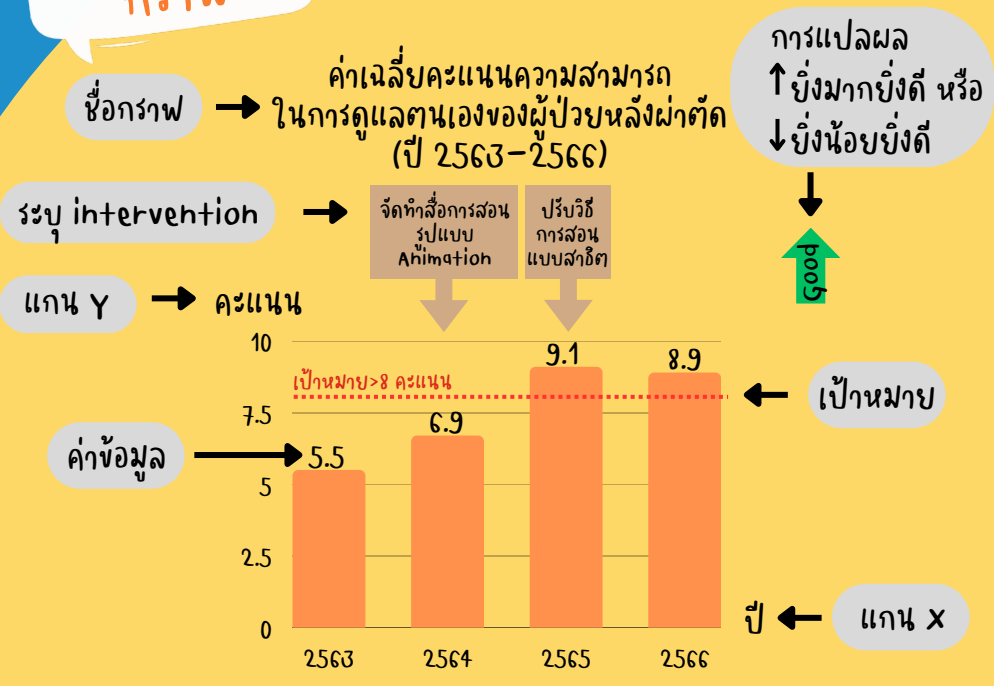 กราฟ
การแปลผล
↑ยิ่งมากยิ่งดี หรือ
↓ยิ่งน้อยยิ่งดี
ชื่อกราฟ
ค่าเฉลี่ยคะแนนความสามารถ
ในการดูแลตนเองของผู้ป่วยหลังผ่าตัด
(ปี 2563-2566)
ระบุ intervention
จัดทำสื่อการสอน
รูปแบบ
Animation
ปรับวิธี
การสอน
แบบสาธิต
Good
แกน Y
คะแนน
10
9.1
8.9
เป้าหมาย>8 คะแนน
เป้าหมาย
7.5
6.9
ค่าข้อมูล
5.5
5
2.5
0
ปี
แกน X
2563
2564
2565
2566